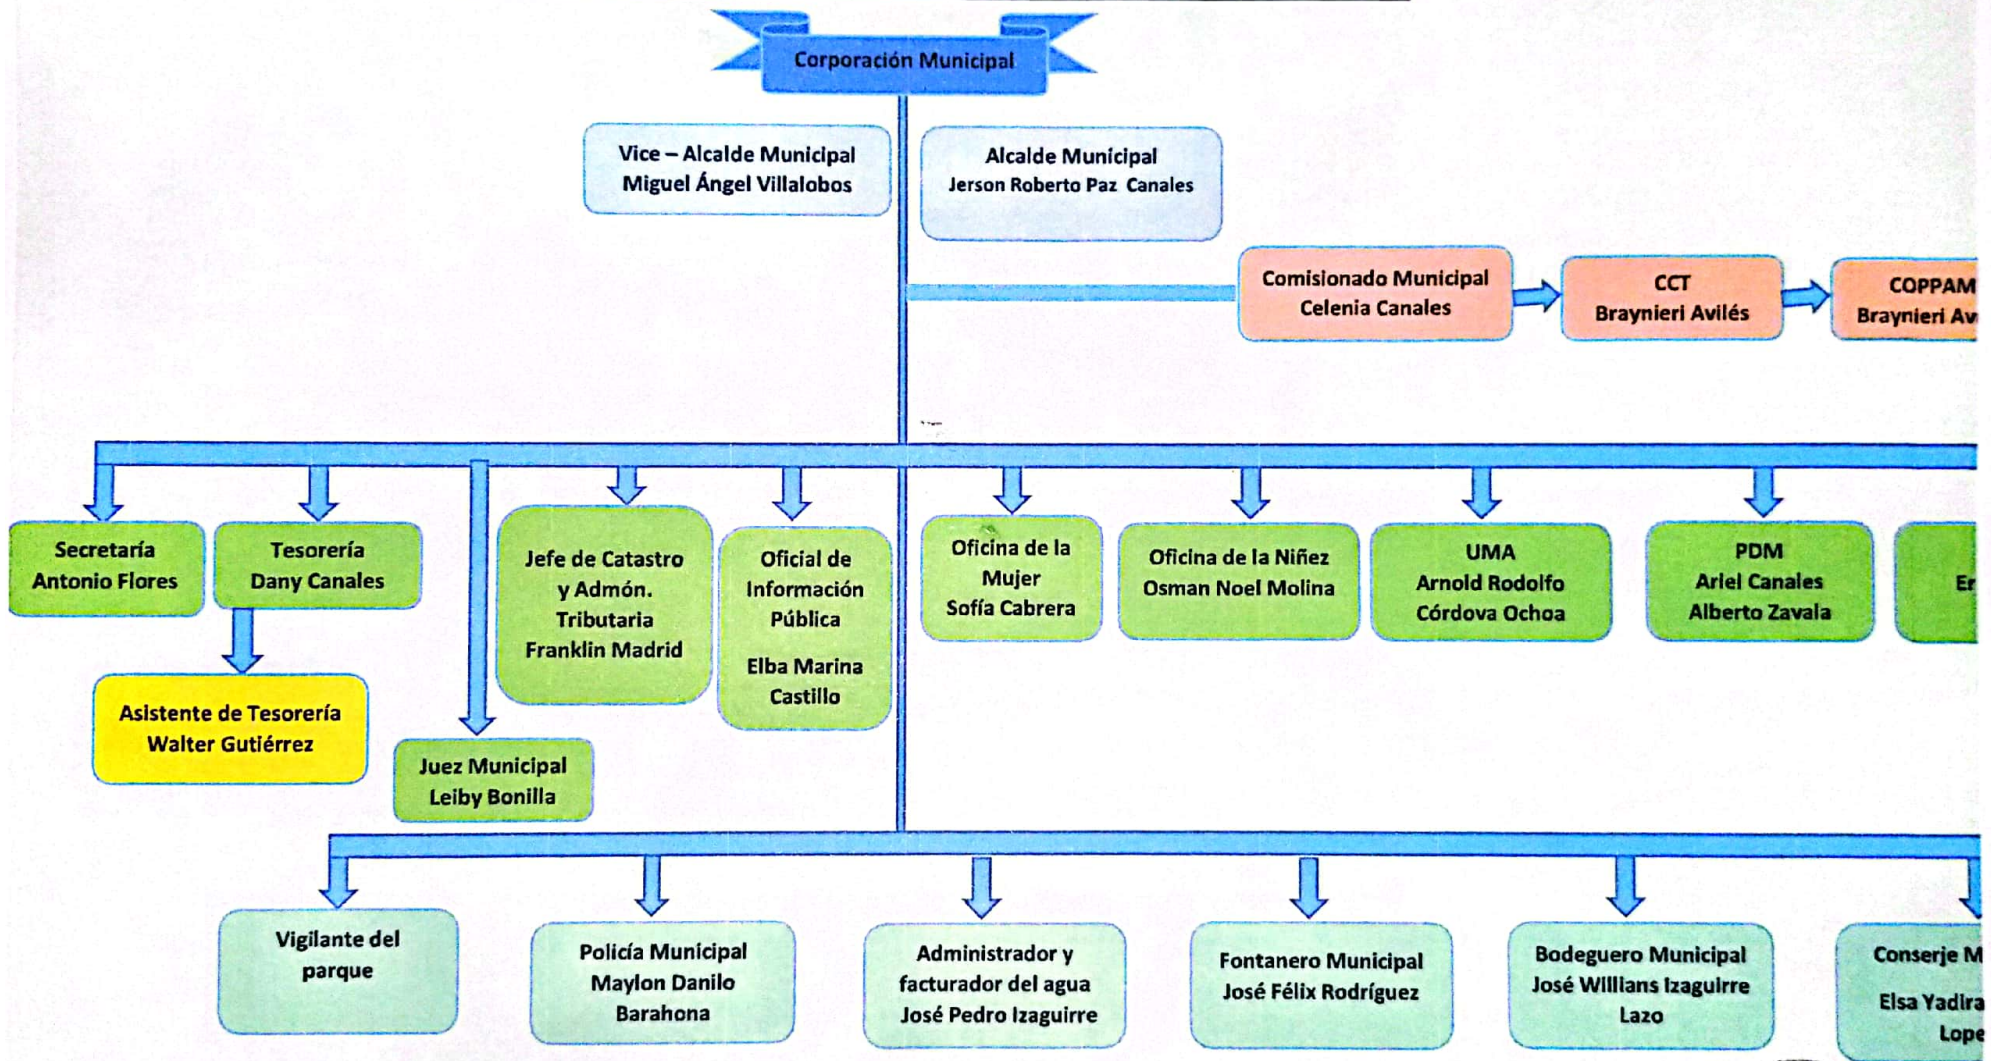 Corporación Municipal
Vice – Alcalde Municipal
Miguel Ángel Villalobos
Alcalde Municipal
Jerson Roberto Paz Canales
Comisionado Municipal
Celenia Canales
CCT
Braynieri Avilés
COPPAM
Braynieri
Secretaría
Antonio Flores
Tesorería
Dany Canales
Asistente de Tesorería
Walter Gutiérrez
Juez Municipal
Leiby Bonilla
Jefe de Catastro
y Admón.
Tributaria
Franklin Madrid
Oficial de
Información
Pública
Elba Marina
Castillo
Oficina de la
Mujer
Sofía Cabrera
Oficina de la Niñez
Osman Noel Molina
UMA
Arnold Rodolfo
Córdova Ochoa
PDM
Ariel Canales
Alberto Zavala
Vigilante del
parque
Policía Municipal
Maylon Danilo
Barahona
Administrador y
facturador del agua
José Pedro Izaguirre
Fontanero Municipal
José Félix Rodríguez
Bodeguero Municipal
José Willians Izaguirre
Lazo
Conserje
Elsa Yadira